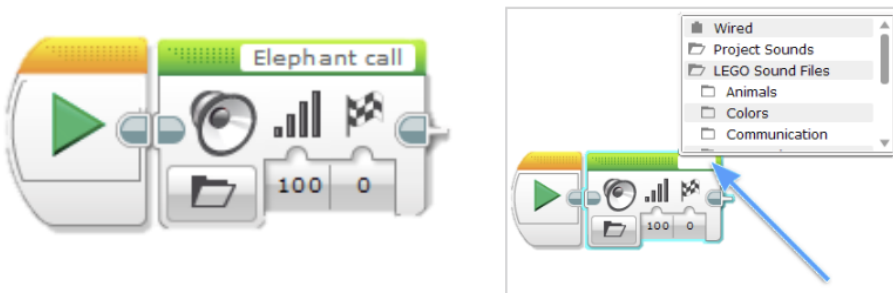 Elephant call
100 0
Wired
Project Sounds
LEGO Sound Files
Animals
Colors
Communication
100 0